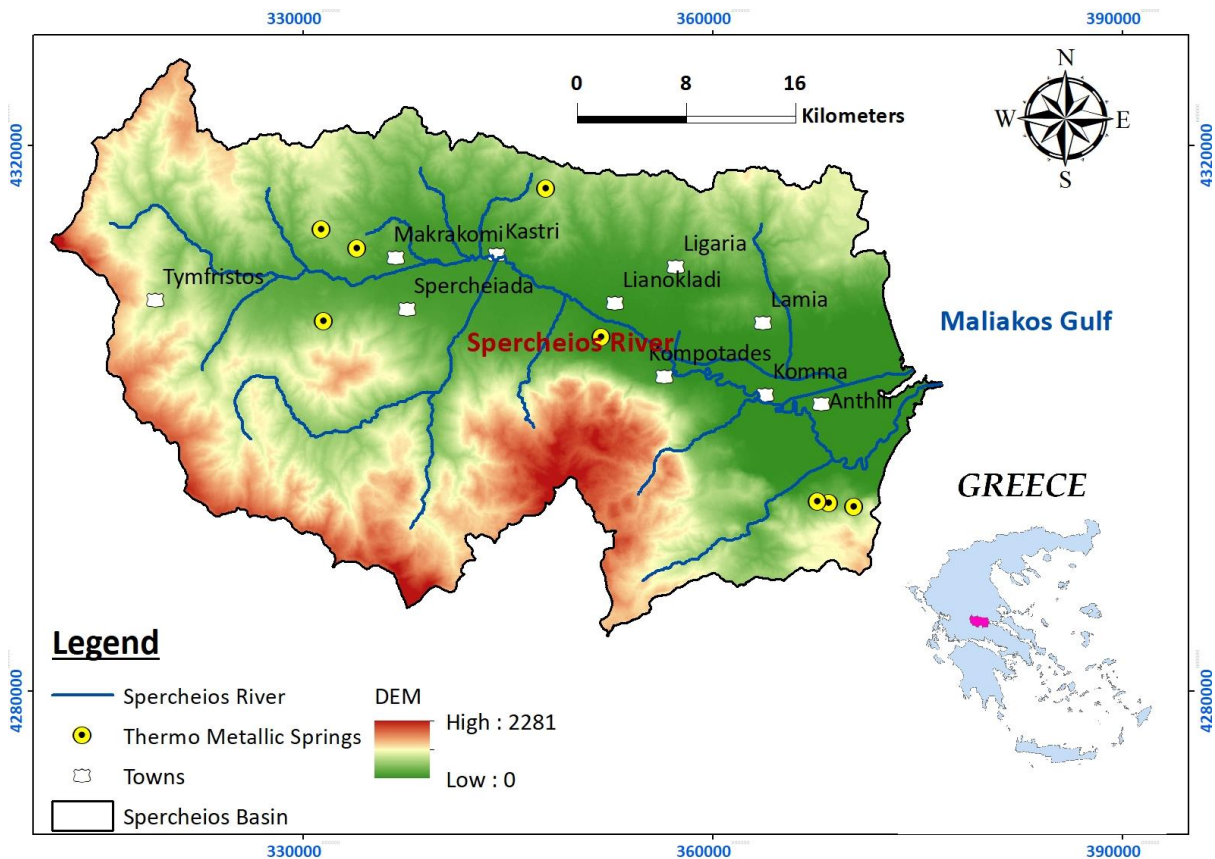 330000 360000 390000
N
W E
S
0 8 16
Kilometers
4320000
4320000
Makrakomi
Kastri
Ligaria
Tymfristos
Spercheiada
Lianokladi
Lamia
Maliakos Gulf
Spercheios River
Kompotades
Komma
Anthili
GREECE
Legend
Spercheios River
Thermo Metallic Springs
Towns
Spercheios Basin
DEM
High : 2281
Low : 0
4280000
4280000
330000 360000 390000